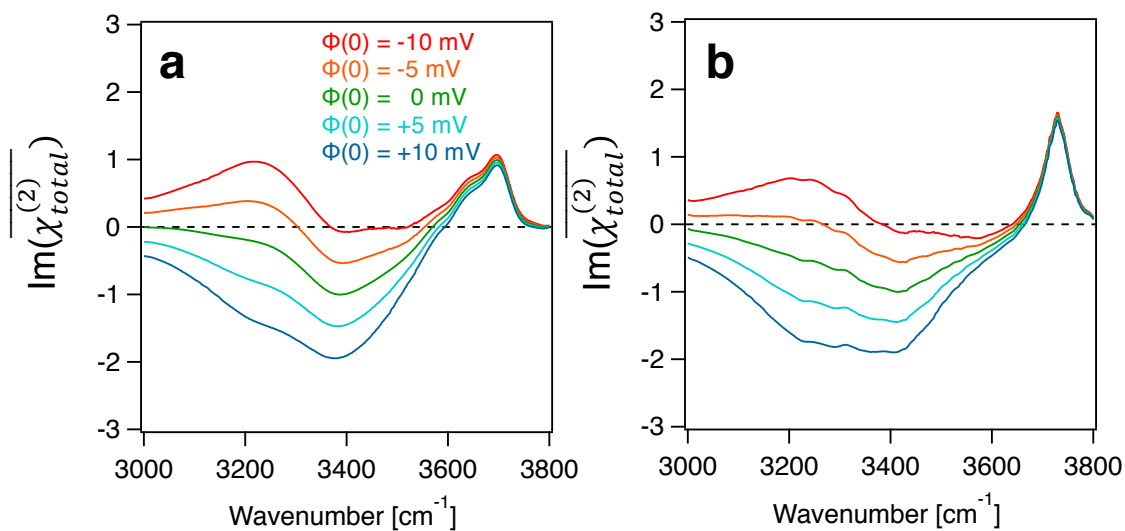 a
Φ(0) = -10 mV
Φ(0) = -5 mV
Φ(0) = 0 mV
Φ(0) = +5 mV
Φ(0) = +10 mV
3
2
1
0
-1
-2
-3
Im(χ^{(2)}_{total})
3000 3200 3400 3600 3800
Wavenumber [cm⁻¹]
b
3
2
1
0
-1
-2
-3
Im(χ^{(2)}_{total})
3000 3200 3400 3600 3800
Wavenumber [cm⁻¹]